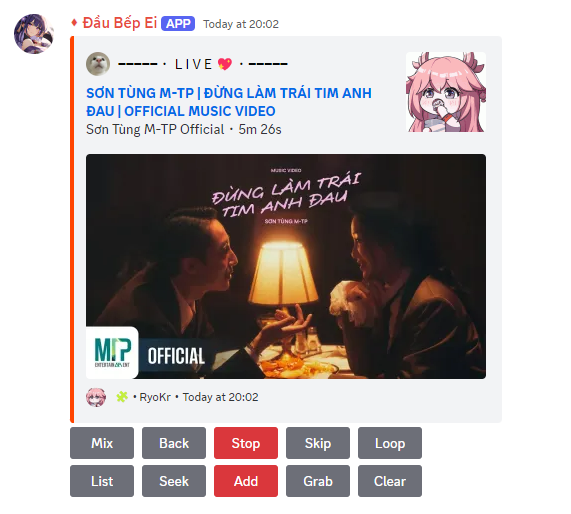 Đầu Bếp Ei APP Today at 20:02
━━━━━ · L I V E 💖 · ━━━━━
SƠN TÙNG M-TP | ĐỪNG LÀM TRÁI TIM ANH
ĐAU | OFFICIAL MUSIC VIDEO
Sơn Tùng M-TP Official · 5m 26s
MUSIC VIDEO
ĐỪNG LÀM TRÁI
TIM ANH ĐAU
SƠN TÙNG M-TP
MTP
ENTERTAINMENT
OFFICIAL
• RyoKr • Today at 20:02
Mix Back Stop Skip Loop
List Seek Add Grab Clear